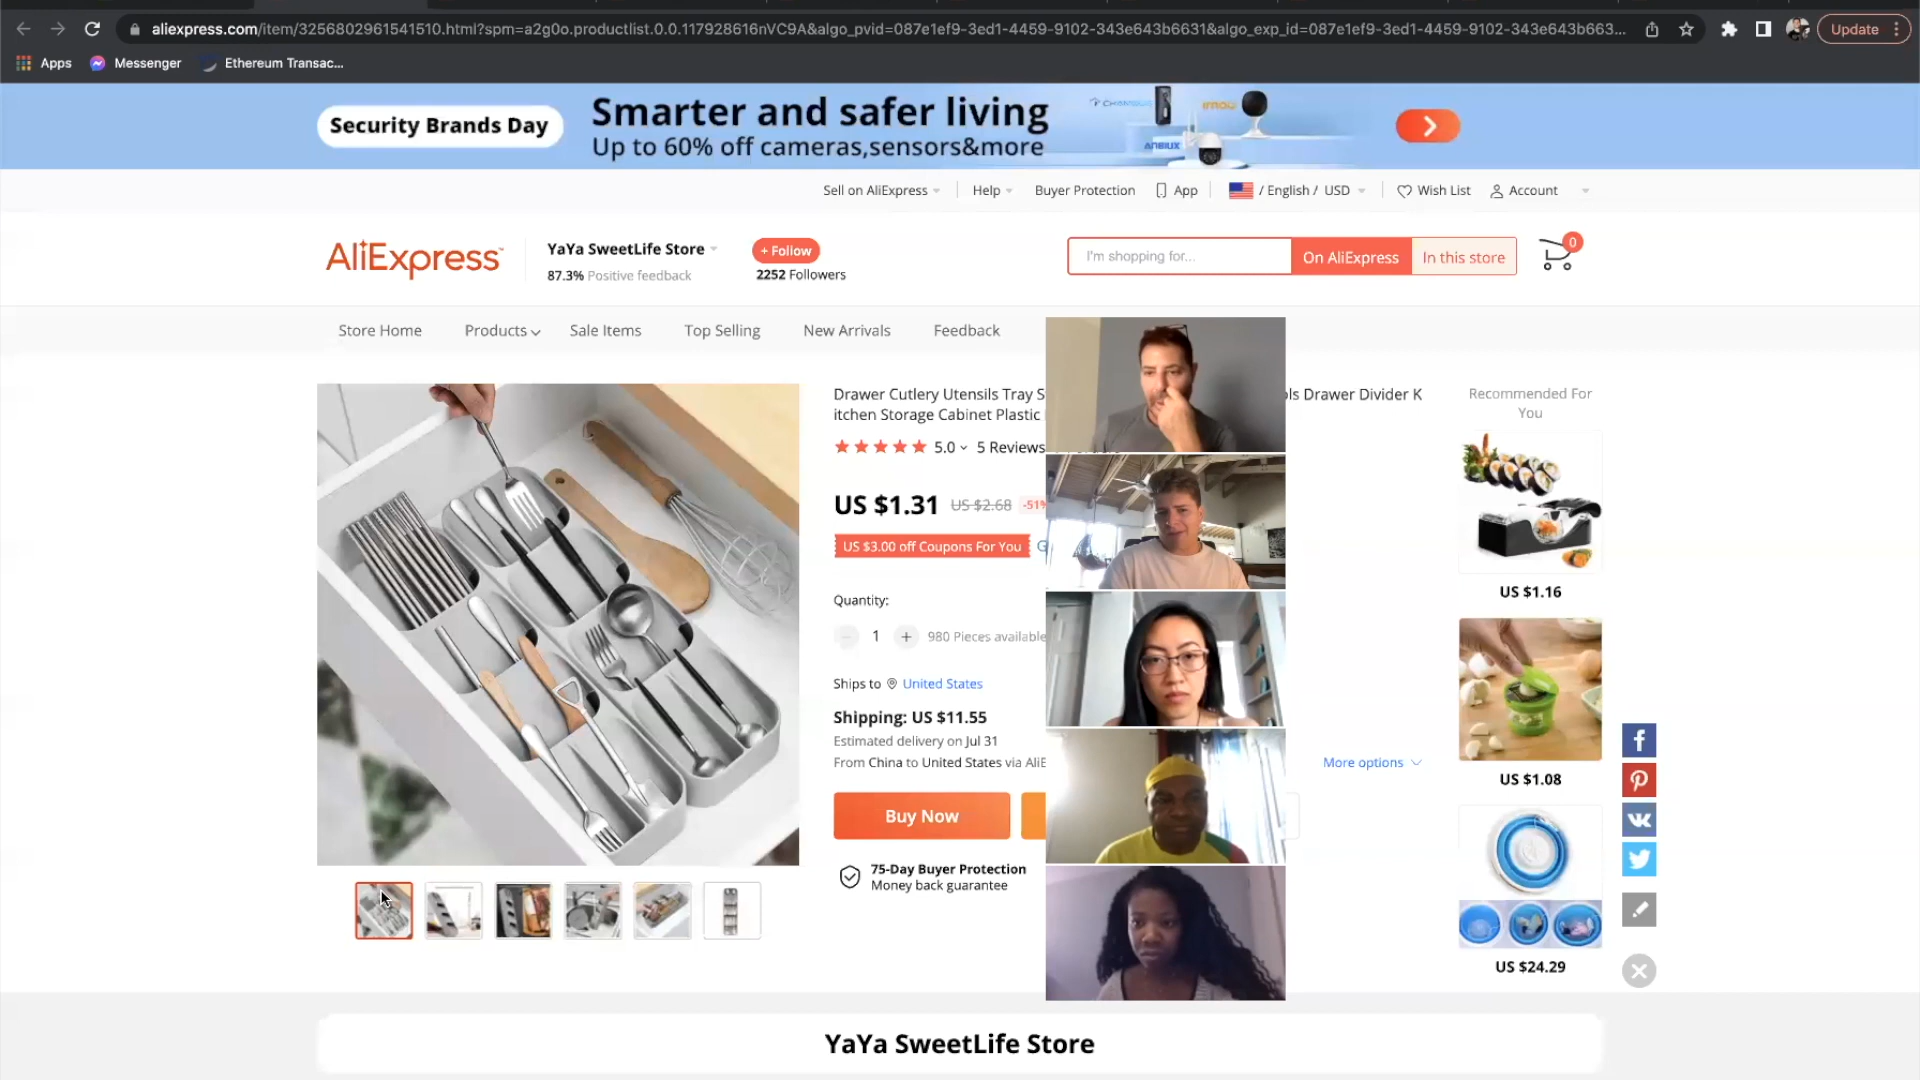 aliexpress.com/item/3256802961541510.html?spm=a2g0o.productlist.0.0.117928616nVC9A&algo_pvid=087e1ef9-3ed1-4459-9102-343e643b6631&algo_exp_id=087e1ef9-3ed1-4459-9102-343e643b663...
Update
Apps
Messenger
Ethereum Transac...
Security Brands Day
Smarter and safer living
Up to 60% off cameras,sensors&more
Sell on AliExpress
Help
Buyer Protection
App
/ English / USD
Wish List
Account
AliExpress
YaYa SweetLife Store
87.3% Positive feedback
+ Follow
2252 Followers
I'm shopping for...
On AliExpress
In this store
0
Store Home
Products
Sale Items
Top Selling
New Arrivals
Feedback
Drawer Cutlery Utensils Tray S
ls Drawer Divider K
itchen Storage Cabinet Plastic
5.0
5 Reviews
US $1.31
US $2.68
-51%
US $3.00 off Coupons For You
Quantity:
1
980 Pieces available
Ships to United States
Shipping: US $11.55
Estimated delivery on Jul 31
From China to United States via AliE
More options
Buy Now
75-Day Buyer Protection
Money back guarantee
Recommended For
You
US $1.16
US $1.08
US $24.29
YaYa SweetLife Store